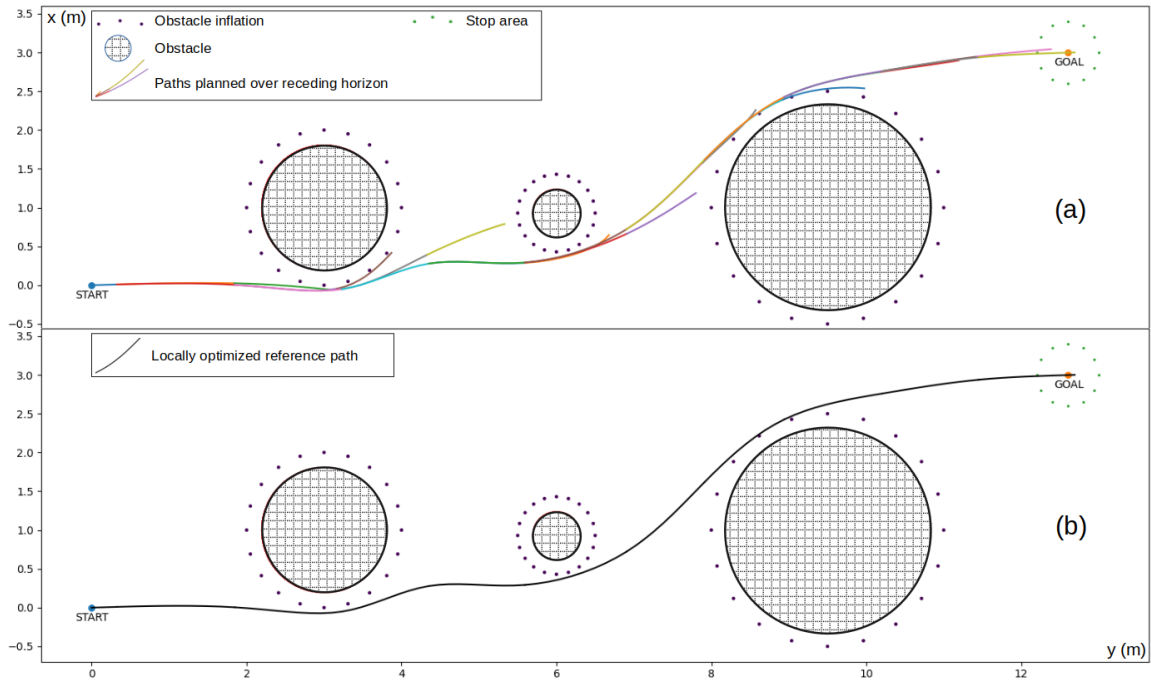 x (m)
3.5
3.0
2.5
2.0
1.5
1.0
0.5
0.0
−0.5
Obstacle inflation
Stop area
Obstacle
Paths planned over receding horizon
GOAL
START
(a)
3.5
3.0
2.5
2.0
1.5
1.0
0.5
0.0
−0.5
Locally optimized reference path
GOAL
START
(b)
y (m)
0 2 4 6 8 10 12